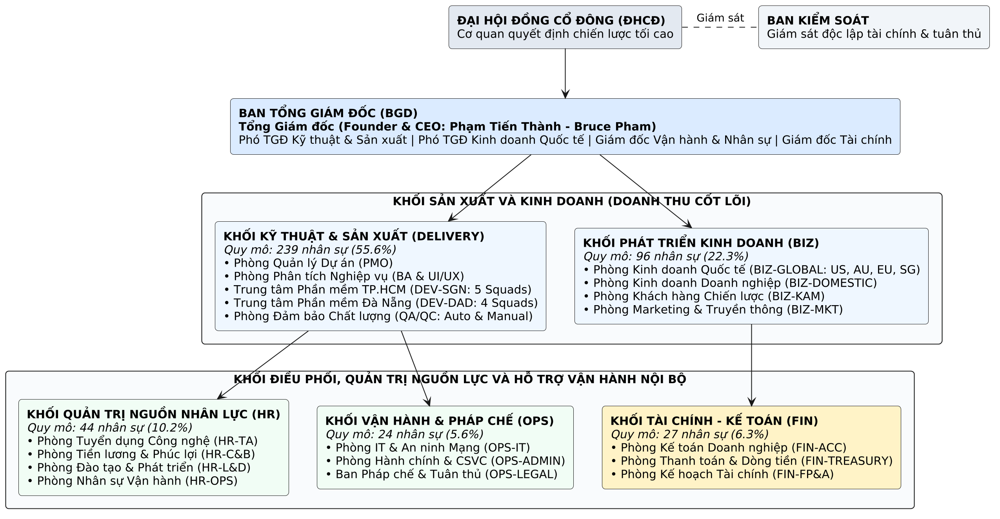 ĐẠI HỘI ĐỒNG CỔ ĐÔNG (ĐHCĐ)
Cơ quan quyết định chiến lược tối cao
Giám sát
BAN KIỂM SOÁT
Giám sát độc lập tài chính & tuân thủ
BAN TỔNG GIÁM ĐỐC (BGD)
Tổng Giám đốc (Founder & CEO: Phạm Tiến Thành - Bruce Pham)
Phó TGĐ Kỹ thuật & Sản xuất | Phó TGĐ Kinh doanh Quốc tế | Giám đốc Vận hành & Nhân sự | Giám đốc Tài chính
KHỐI SẢN XUẤT VÀ KINH DOANH (DOANH THU CỐT LÕI)
KHỐI KỸ THUẬT & SẢN XUẤT (DELIVERY)
Quy mô: 239 nhân sự (55.6%)
• Phòng Quản lý Dự án (PMO)
• Phòng Phân tích Nghiệp vụ (BA & UI/UX)
• Trung tâm Phần mềm TP.HCM (DEV-SGN: 5 Squads)
• Trung tâm Phần mềm Đà Nẵng (DEV-DAD: 4 Squads)
• Phòng Đảm bảo Chất lượng (QA/QC: Auto & Manual)
KHỐI PHÁT TRIỂN KINH DOANH (BIZ)
Quy mô: 96 nhân sự (22.3%)
• Phòng Kinh doanh Quốc tế (BIZ-GLOBAL: US, AU, EU, SG)
• Phòng Kinh doanh Doanh nghiệp (BIZ-DOMESTIC)
• Phòng Khách hàng Chiến lược (BIZ-KAM)
• Phòng Marketing & Truyền thông (BIZ-MKT)
KHỐI ĐIỀU PHỐI, QUẢN TRỊ NGUỒN LỰC VÀ HỖ TRỢ VẬN HÀNH NỘI BỘ
KHỐI QUẢN TRỊ NGUỒN NHÂN LỰC (HR)
Quy mô: 44 nhân sự (10.2%)
• Phòng Tuyển dụng Công nghệ (HR-TA)
• Phòng Tiền lương & Phúc lợi (HR-C&B)
• Phòng Đào tạo & Phát triển (HR-L&D)
• Phòng Nhân sự Vận hành (HR-OPS)
KHỐI VẬN HÀNH & PHÁP CHẾ (OPS)
Quy mô: 24 nhân sự (5.6%)
• Phòng IT & An ninh Mạng (OPS-IT)
• Phòng Hành chính & CSVC (OPS-ADMIN)
• Ban Pháp chế & Tuân thủ (OPS-LEGAL)
KHỐI TÀI CHÍNH - KẾ TOÁN (FIN)
Quy mô: 27 nhân sự (6.3%)
• Phòng Kế toán Doanh nghiệp (FIN-ACC)
• Phòng Thanh toán & Dòng tiền (FIN-TREASURY)
• Phòng Kế hoạch Tài chính (FIN-FP&A)